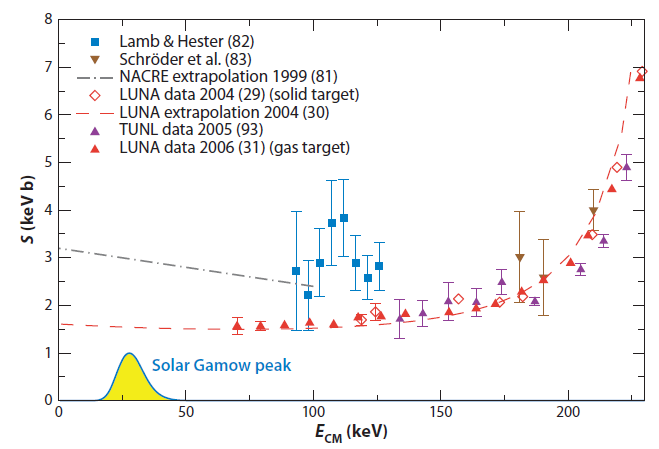 8
7
6
5
4
3
2
1
0
S (keV b)
Lamb & Hester (82)
Schröder et al. (83)
NACRE extrapolation 1999 (81)
LUNA data 2004 (29) (solid target)
LUNA extrapolation 2004 (30)
TUNL data 2005 (93)
LUNA data 2006 (31) (gas target)
Solar Gamow peak
0 50 100 150 200
ECM (keV)